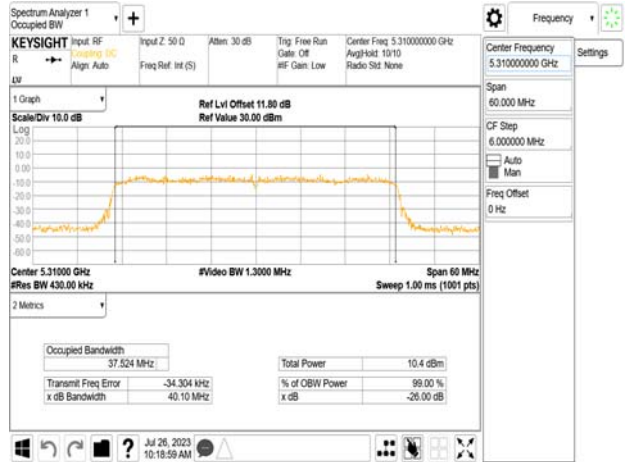 Spectrum Analyzer 1
Occupied BW
Frequency
KEYSIGHT
R
Input: RF
Coupling: DC
Align: Auto
Input Z: 50 Ω
Freq Ref: Int (S)
Atten: 30 dB
Trig: Free Run
Gate: Off
#IF Gain: Low
Center Freq: 5.310000000 GHz
Avg|Hold: 10/10
Radio Std: None
Center Frequency
5.310000000 GHz
Settings
Span
60.000 MHz
CF Step
6.000000 MHz
Auto
Man
Freq Offset
0 Hz
1 Graph
Scale/Div 10.0 dB
Ref Lvl Offset 11.80 dB
Ref Value 30.00 dBm
Log
20.0
10.0
0.00
-10.0
-20.0
-30.0
-40.0
-50.0
-60.0
Center 5.31000 GHz
#Res BW 430.00 kHz
#Video BW 1.3000 MHz
Span 60 MHz
Sweep 1.00 ms (1001 pts)
2 Metrics
Occupied Bandwidth
37.524 MHz
Transmit Freq Error -34.304 kHz
x dB Bandwidth 40.10 MHz
Total Power 10.4 dBm
% of OBW Power 99.00 %
x dB -26.00 dB
?
Jul 26, 2023
10:18:59 AM